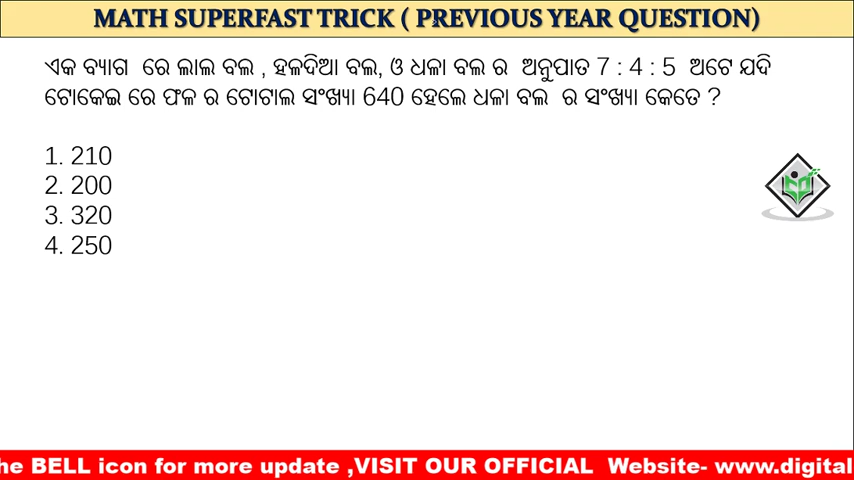 MATH SUPERFAST TRICK ( PREVIOUS YEAR QUESTION)
ଏକ ବ୍ୟାଗ ରେ ଲାଲ ବଲ , ହଳଦିଆ ବଲ, ଓ ଧଳା ବଲ ର ଅନୁପାତ 7 : 4 : 5 ଅଟେ ଯଦି
ଟୋକେଇ ରେ ଫଳ ର ଟୋଟାଲ ସଂଖ୍ୟା 640 ହେଲେ ଧଳା ବଲ ର ସଂଖ୍ୟା କେତେ ?
1. 210
2. 200
3. 320
4. 250
he BELL icon for more update ,VISIT OUR OFFICIAL Website- www.digital